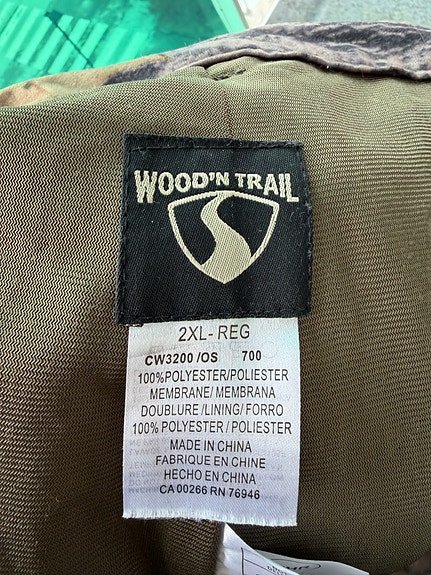 WOOD'N TRAIL
2XL- REG
CW3200 /OS 700
100%POLYESTER/POLIESTER
MEMBRANE/ MEMBRANA
DOUBLURE /LINING/ FORRO
100% POLYESTER / POLIESTER
MADE IN CHINA
FABRIQUE EN CHINE
HECHO EN CHINA
CA 00266 RN 76946